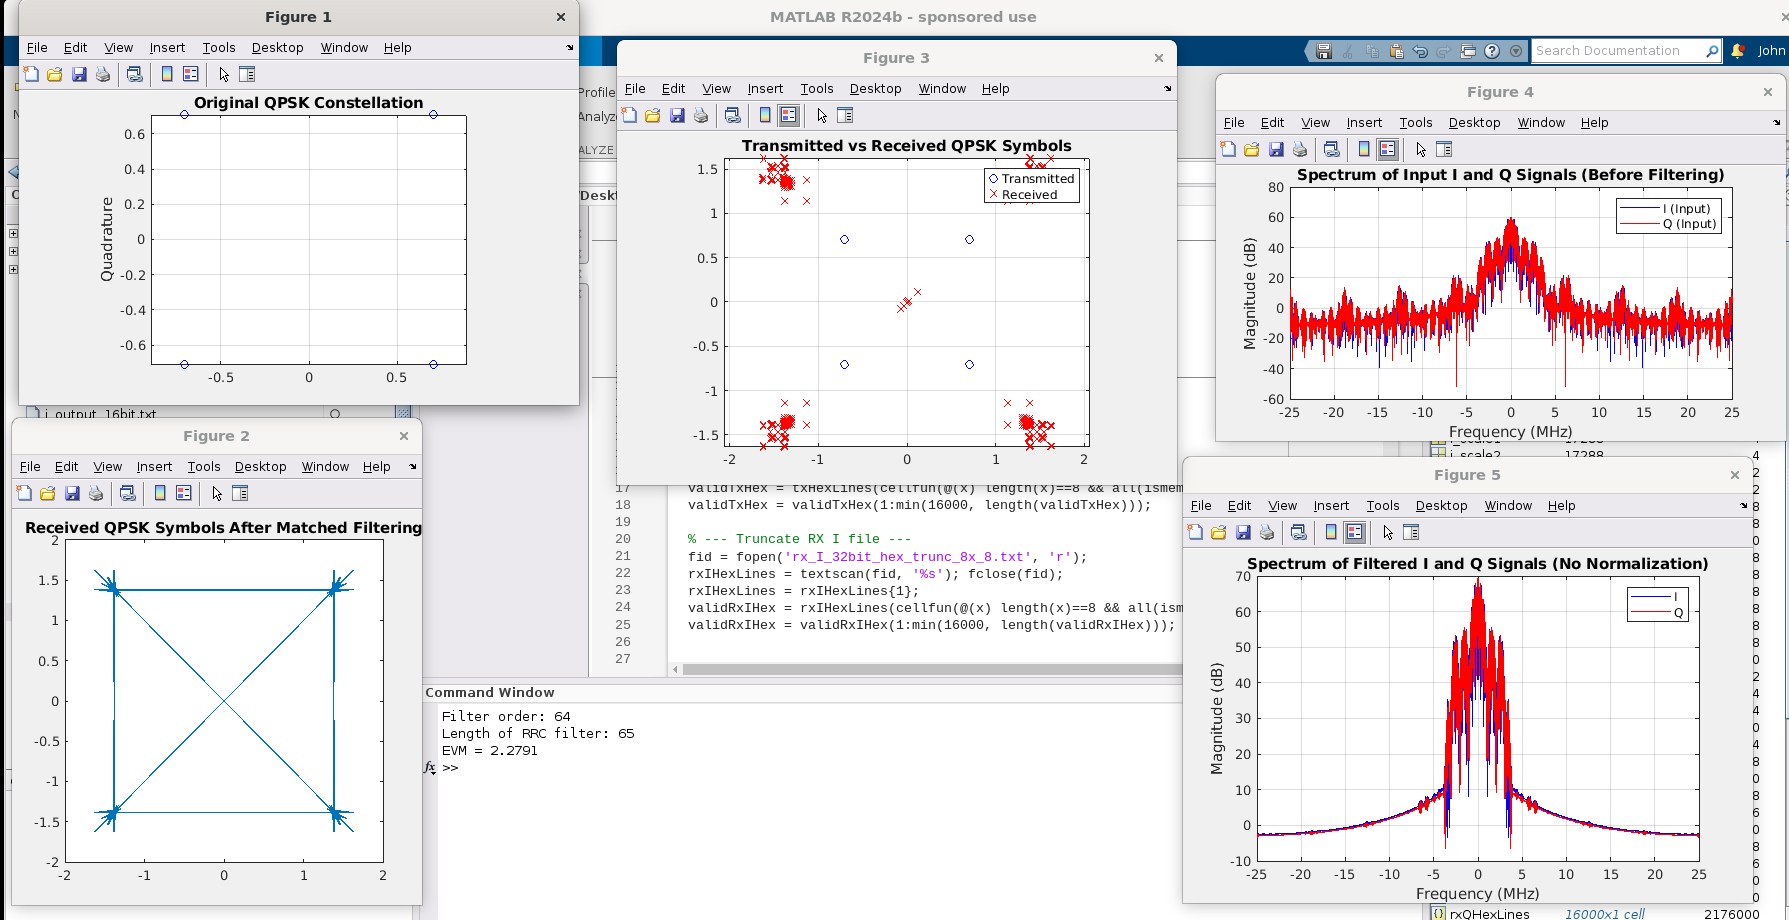 MATLAB R2024b - sponsored use
Search Documentation
John
Figure 1
File Edit View Insert Tools Desktop Window Help
Original QPSK Constellation
Quadrature
0.6
0.4
0.2
0
-0.2
-0.4
-0.6
-0.5 0 0.5
Figure 3
File Edit View Insert Tools Desktop Window Help
Transmitted vs Received QPSK Symbols
Transmitted
Received
1.5
1
0.5
0
-0.5
-1
-1.5
-2 -1 0 1 2
Figure 4
File Edit View Insert Tools Desktop Window Help
Spectrum of Input I and Q Signals (Before Filtering)
I (Input)
Q (Input)
Magnitude (dB)
80
60
40
20
0
-20
-40
-60
-25 -20 -15 -10 -5 0 5 10 15 20 25
Frequency (MHz)
i_output_16bit.txt
Figure 2
File Edit View Insert Tools Desktop Window Help
Received QPSK Symbols After Matched Filtering
2
1.5
1
0.5
0
-0.5
-1
-1.5
-2
-2 -1 0 1 2
17 validTxHex = txHexLines(cellfun(@(x) length(x)==8 && all(ismem
18 validTxHex = validTxHex(1:min(16000, length(validTxHex)));
19
20 % --- Truncate RX I file ---
21 fid = fopen('rx_I_32bit_hex_trunc_8x_8.txt', 'r');
22 rxIHexLines = textscan(fid, '%s'); fclose(fid);
23 rxIHexLines = rxIHexLines{1};
24 validRxIHex = rxIHexLines(cellfun(@(x) length(x)==8 && all(ism
25 validRxIHex = validRxIHex(1:min(16000, length(validRxIHex)));
26
27
Command Window
Filter order: 64
Length of RRC filter: 65
EVM = 2.2791
fx >>
i_scale2 17288
Figure 5
File Edit View Insert Tools Desktop Window Help
Spectrum of Filtered I and Q Signals (No Normalization)
I
Q
Magnitude (dB)
70
60
50
40
30
20
10
0
-10
-25 -20 -15 -10 -5 0 5 10 15 20 25
Frequency (MHz)
rxQHexLines 16000x1 cell 2176000